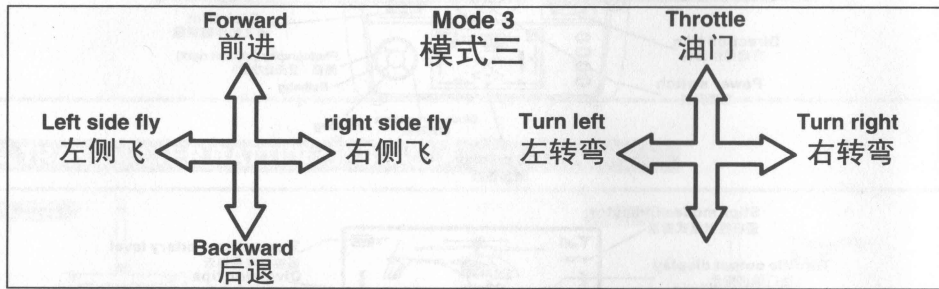 Forward
前进
Mode 3
模式三
Throttle
油门
Left side fly
左侧飞
right side fly
右侧飞
Turn left
左转弯
Turn right
右转弯
Backward
后退